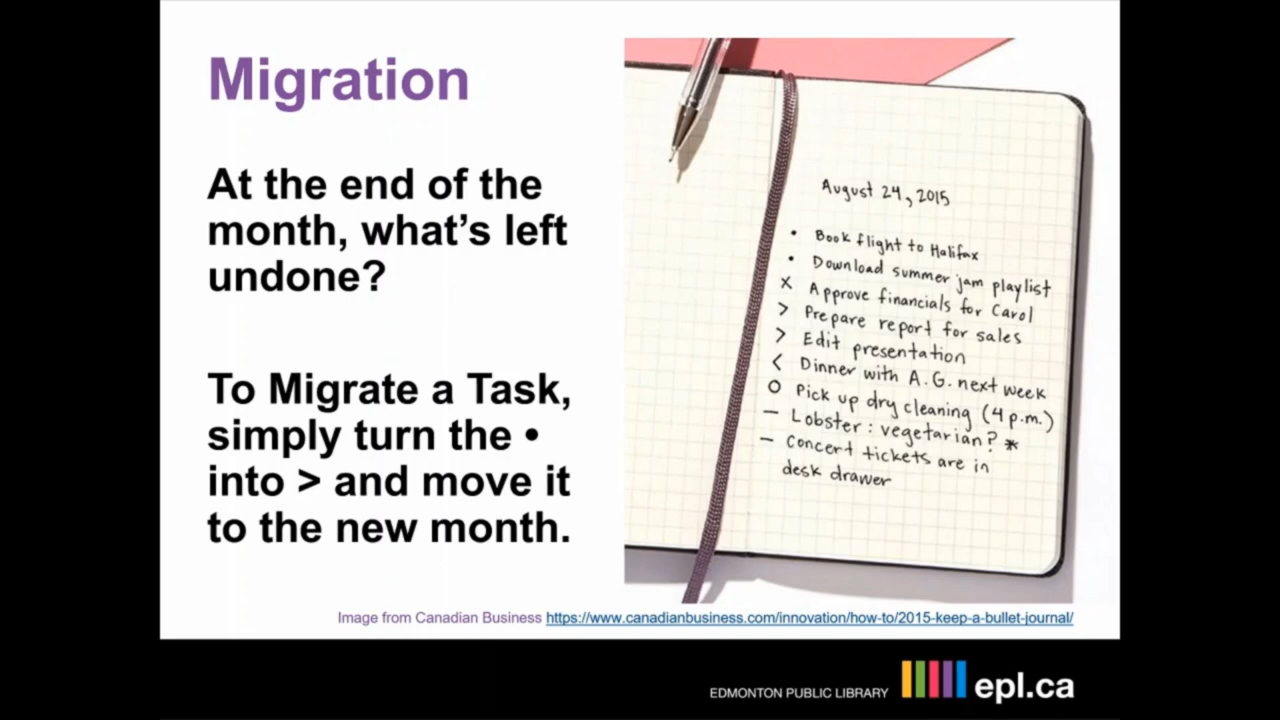 Migration
At the end of the
month, what's left
undone?
To Migrate a Task,
simply turn the •
into > and move it
to the new month.
August 24, 2015
• Book flight to Halifax
• Download summer jam playlist
x Approve financials for Carol
> Prepare report for sales
> Edit presentation
< Dinner with A.G. next week
O Pick up dry cleaning (4 p.m.)
– Lobster : vegetarian? *
– Concert tickets are in
desk drawer
Image from Canadian Business https://www.canadianbusiness.com/innovation/how-to/2015-keep-a-bullet-journal/
EDMONTON PUBLIC LIBRARY epl.ca